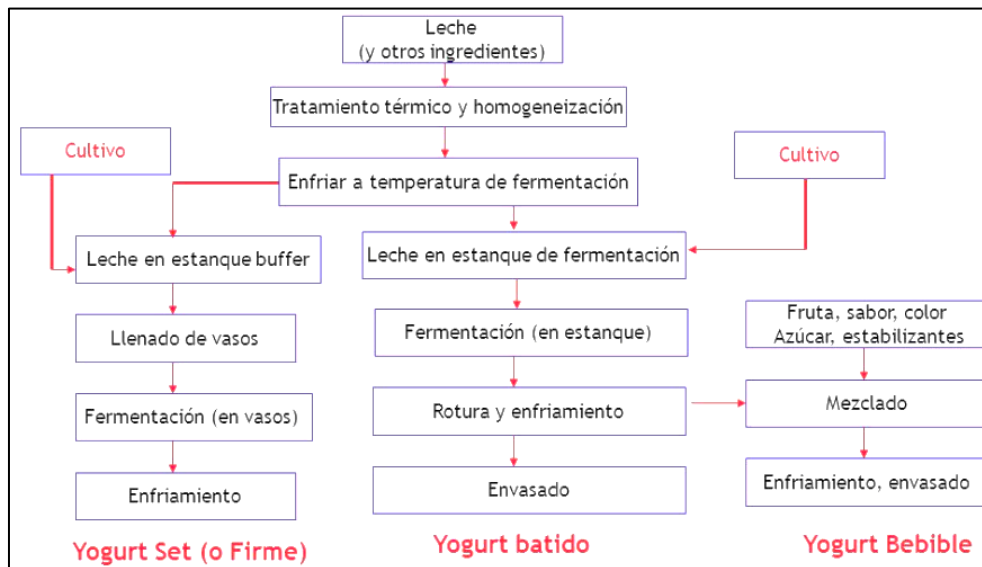 Leche
(y otros ingredientes)
Tratamiento térmico y homogeneización
Cultivo
Cultivo
Enfriar a temperatura de fermentación
Leche en estanque buffer
Leche en estanque de fermentación
Llenado de vasos
Fermentación (en estanque)
Fruta, sabor, color
Azúcar, estabilizantes
Fermentación (en vasos)
Rotura y enfriamiento
Mezclado
Enfriamiento
Envasado
Enfriamiento, envasado
Yogurt Set (o Firme)
Yogurt batido
Yogurt Bebible